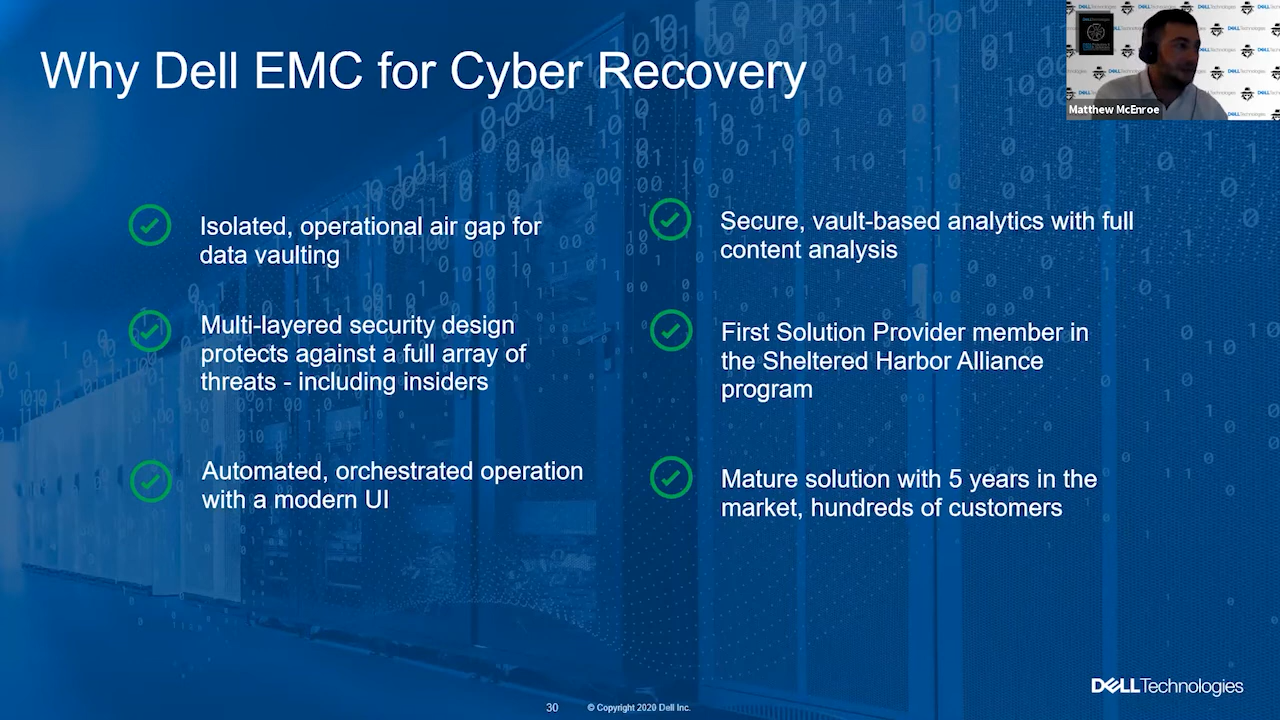 Why Dell EMC for Cyber Recovery
Matthew McEnroe
Isolated, operational air gap for
data vaulting
Multi-layered security design
protects against a full array of
threats - including insiders
Automated, orchestrated operation
with a modern UI
Secure, vault-based analytics with full
content analysis
First Solution Provider member in
the Sheltered Harbor Alliance
program
Mature solution with 5 years in the
market, hundreds of customers
30
© Copyright 2020 Dell Inc.
DELLTechnologies